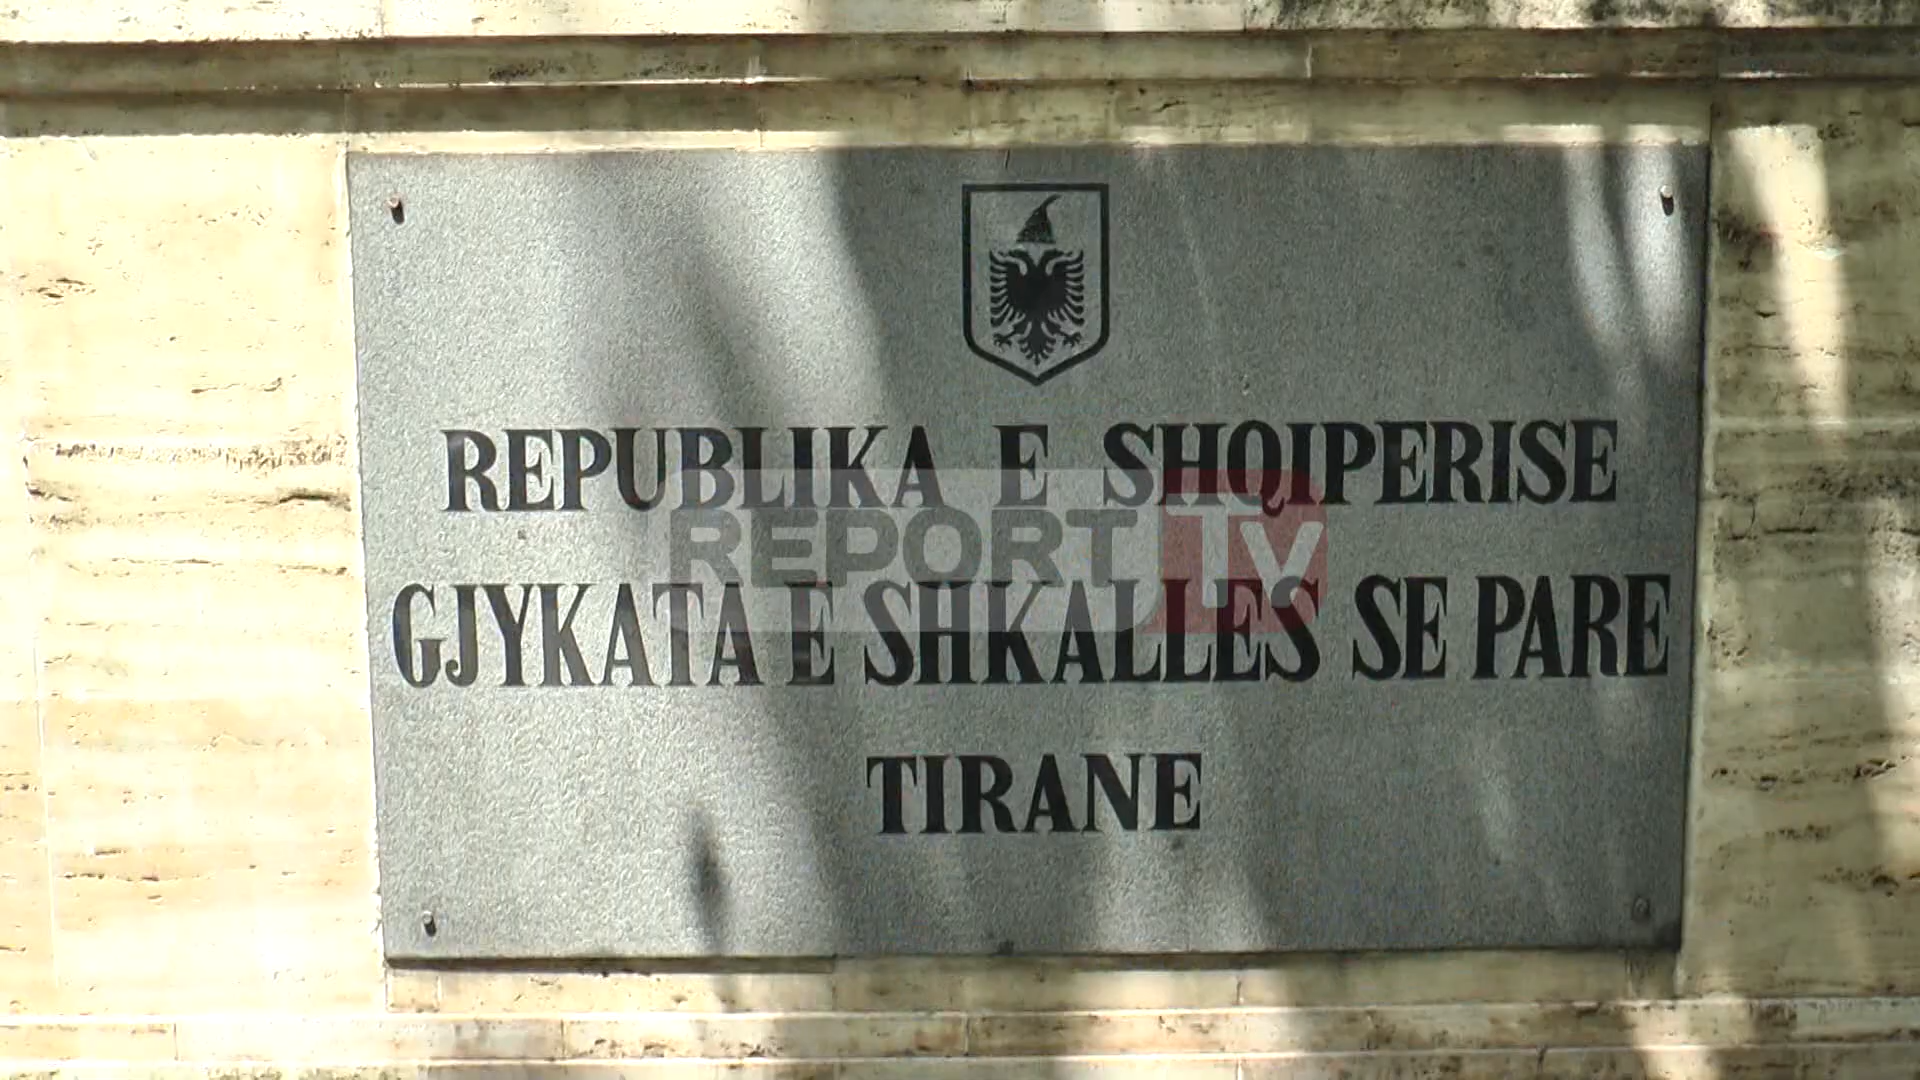 REPUBLIKA E SHQIPERISE
REPORT TV
GJYKATA E SHKALLES SE PARE
TIRANE